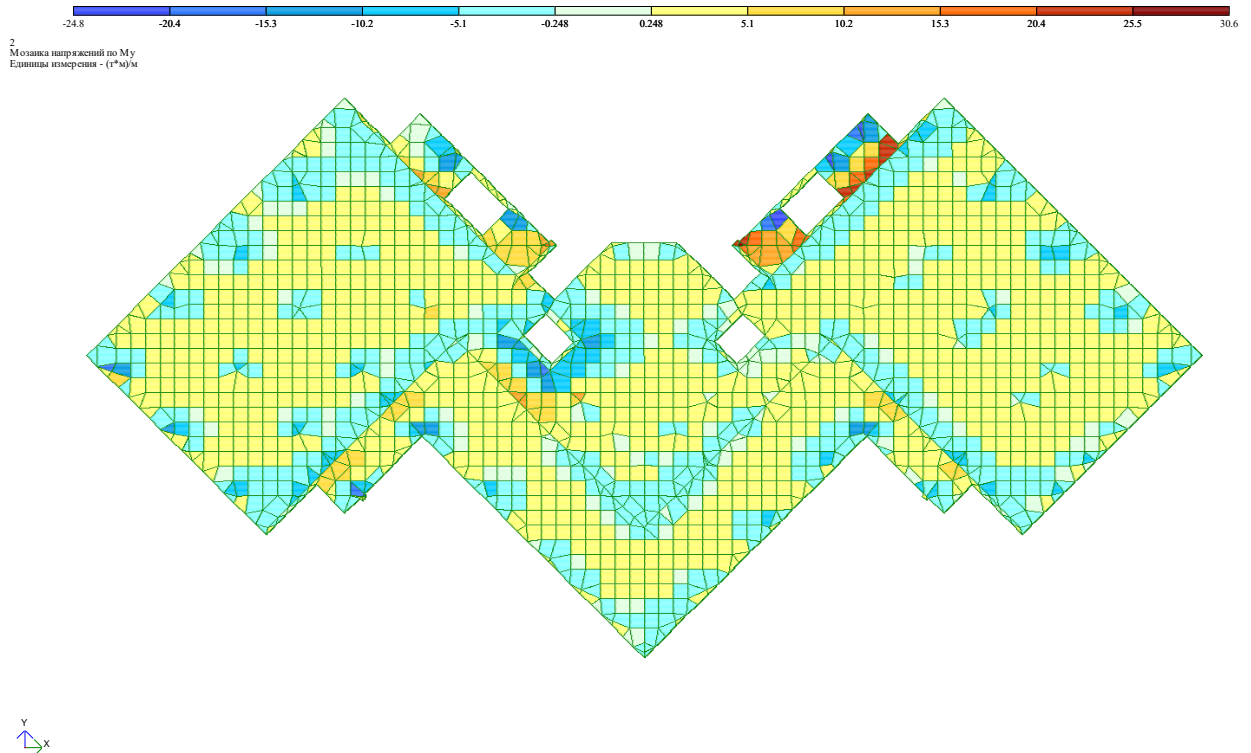 -24.8 -20.4 -15.3 -10.2 -5.1 -0.248 0.248 5.1 10.2 15.3 20.4 25.5 30.6
2
Мозаика напряжений по My
Единицы измерения - (т*м)/м
Y
X